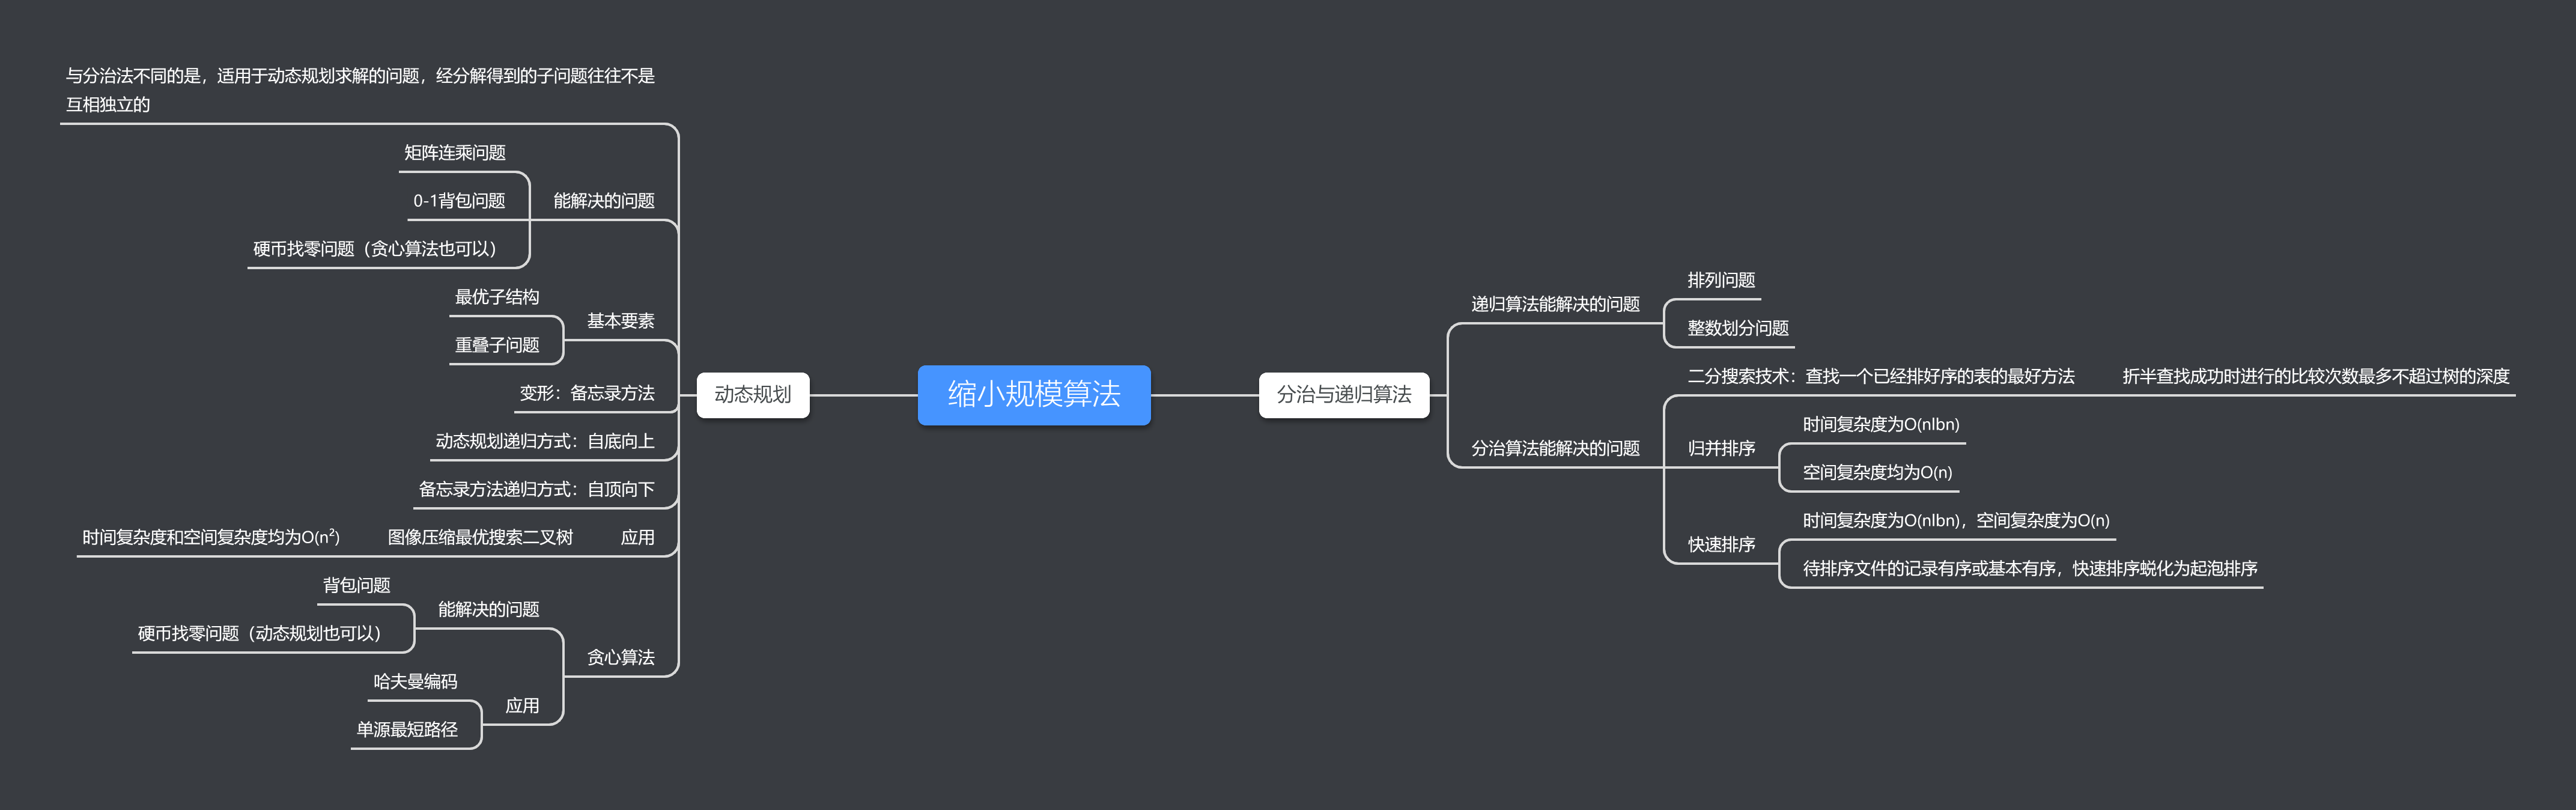 缩小规模算法
动态规划
与分治法不同的是，适用于动态规划求解的问题，经分解得到的子问题往往不是
互相独立的
能解决的问题
矩阵连乘问题
0-1背包问题
硬币找零问题（贪心算法也可以）
基本要素
最优子结构
重叠子问题
变形：备忘录方法
动态规划递归方式：自底向上
备忘录方法递归方式：自顶向下
应用
图像压缩最优搜索二叉树
时间复杂度和空间复杂度均为O(n²)
贪心算法
能解决的问题
背包问题
硬币找零问题（动态规划也可以）
应用
哈夫曼编码
单源最短路径
分治与递归算法
递归算法能解决的问题
排列问题
整数划分问题
分治算法能解决的问题
二分搜索技术：查找一个已经排好序的表的最好方法
折半查找成功时进行的比较次数最多不超过树的深度
归并排序
时间复杂度为O(nlbn)
空间复杂度均为O(n)
快速排序
时间复杂度为O(nlbn)，空间复杂度为O(n)
待排序文件的记录有序或基本有序，快速排序蜕化为起泡排序